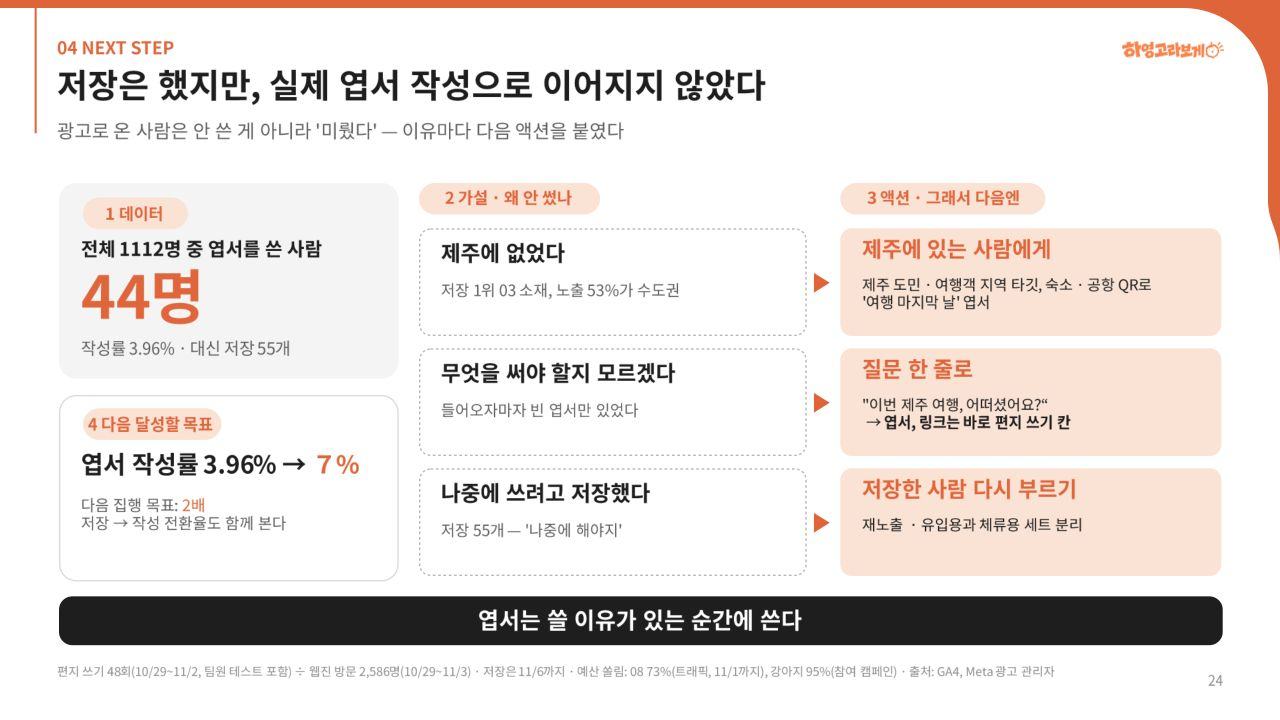 04 NEXT STEP
하영고라보게
저장은 했지만, 실제 엽서 작성으로 이어지지 않았다
광고로 온 사람은 안 쓴 게 아니라 '미뤘다' — 이유마다 다음 액션을 붙였다
1 데이터
전체 1112명 중 엽서를 쓴 사람
44명
작성률 3.96% · 대신 저장 55개
4 다음 달성할 목표
엽서 작성률 3.96% → 7%
다음 집행 목표: 2배
저장 → 작성 전환율도 함께 본다
2 가설 · 왜 안 썼나
제주에 없었다
저장 1위 03 소재, 노출 53%가 수도권
무엇을 써야 할지 모르겠다
들어오자마자 빈 엽서만 있었다
나중에 쓰려고 저장했다
저장 55개 — '나중에 해야지'
3 액션 · 그래서 다음엔
제주에 있는 사람에게
제주 도민 · 여행객 지역 타깃, 숙소 · 공항 QR로
'여행 마지막 날' 엽서
질문 한 줄로
"이번 제주 여행, 어떠셨어요?“
→ 엽서, 링크는 바로 편지 쓰기 칸
저장한 사람 다시 부르기
재노출 · 유입용과 체류용 세트 분리
엽서는 쓸 이유가 있는 순간에 쓴다
편지 쓰기 48회(10/29~11/2, 팀원 테스트 포함) ÷ 웹진 방문 2,586명(10/29~11/3) · 저장은 11/6까지 · 예산 쏠림: 08 73%(트래픽, 11/1까지), 강아지 95%(참여 캠페인) · 출처: GA4, Meta 광고 관리자
24